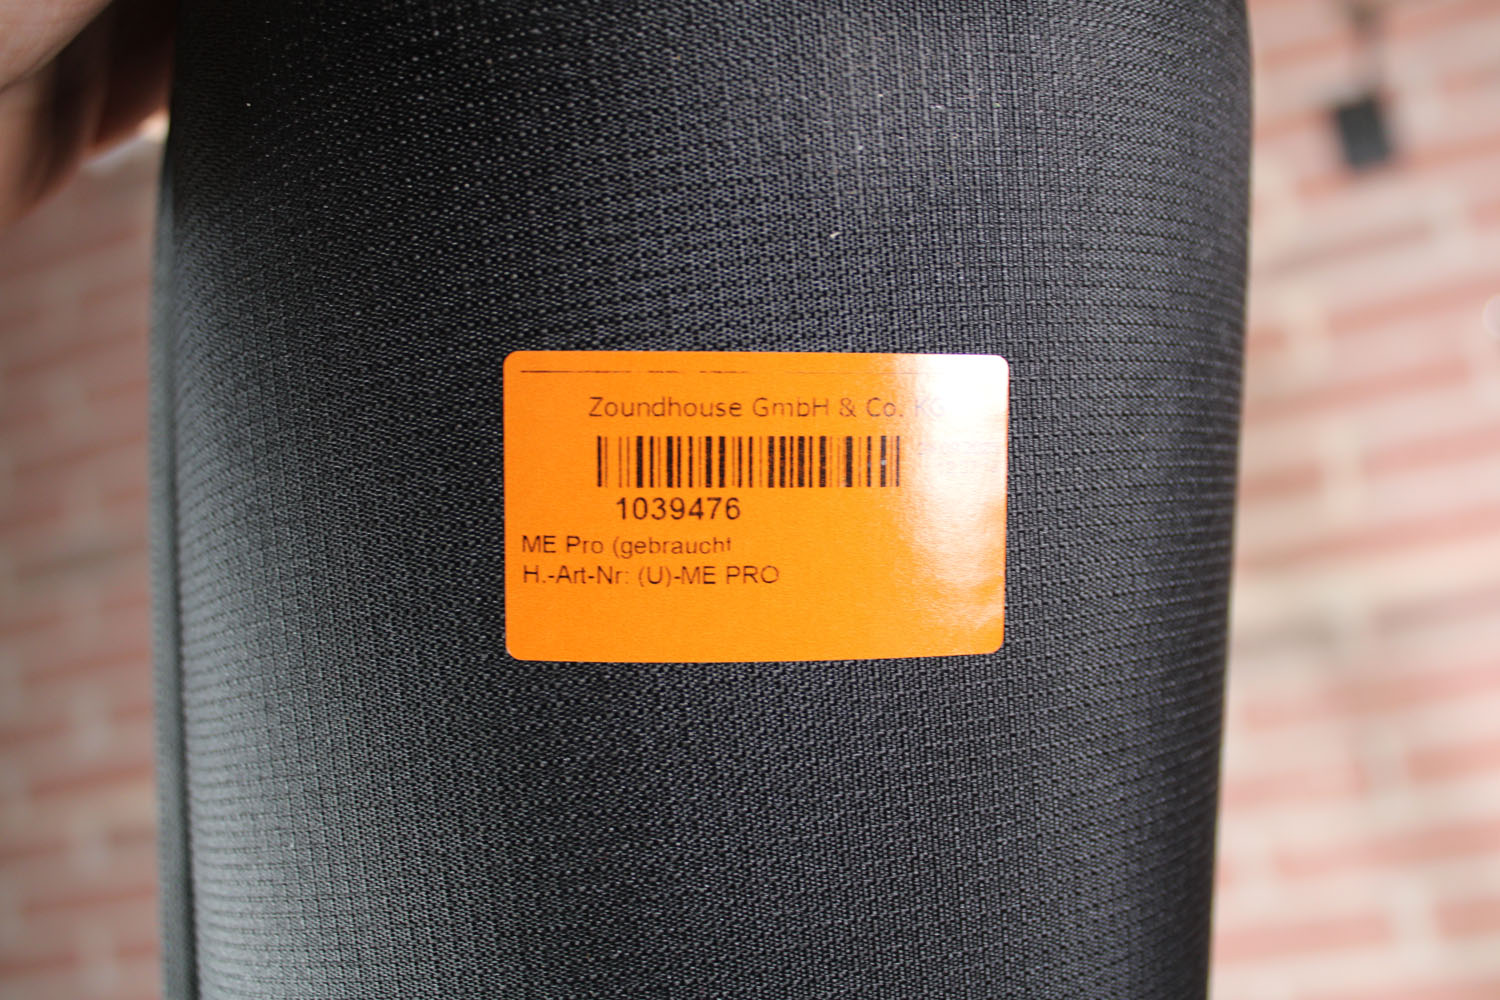 Zoundhouse GmbH & Co. KG
1039476
ME Pro (gebraucht
H.-Art-Nr: (U)-ME PRO